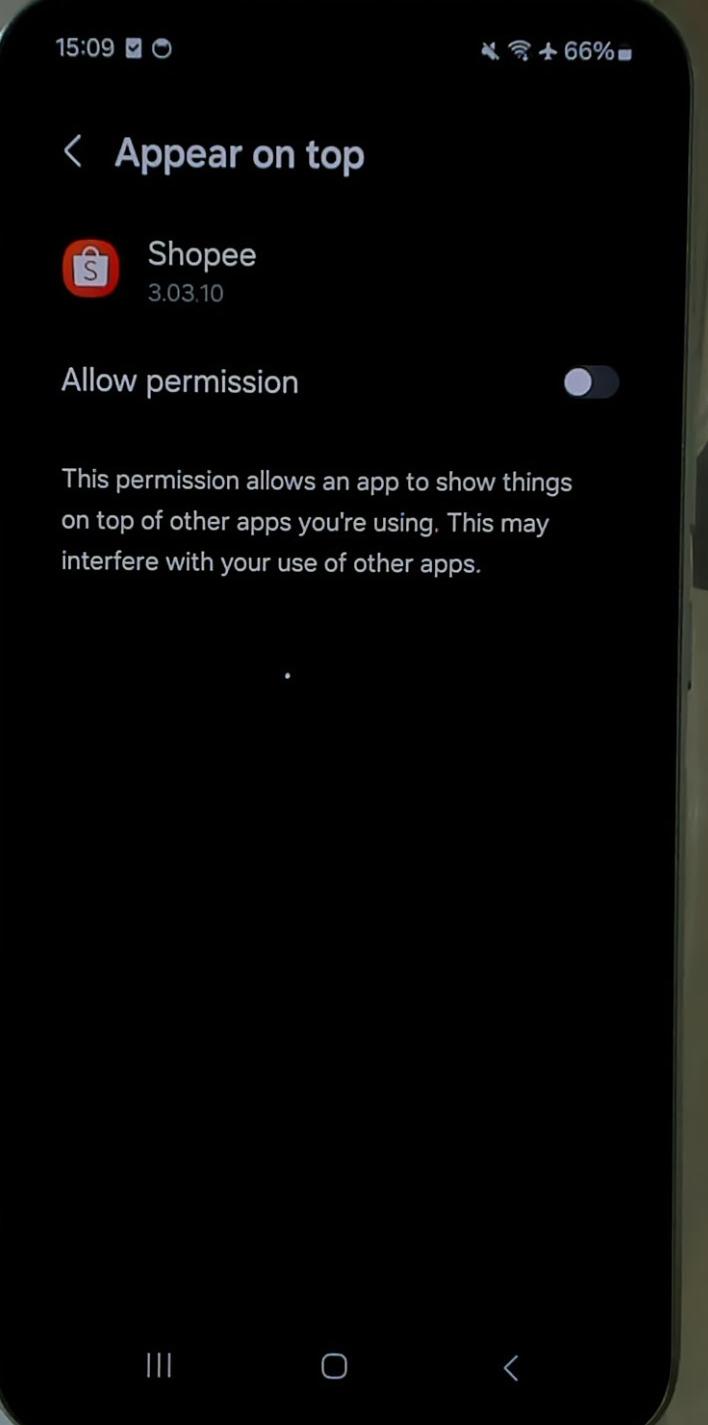 15:09
66%
Appear on top
S
Shopee
3.03.10
Allow permission
This permission allows an app to show things
on top of other apps you're using. This may
interfere with your use of other apps.